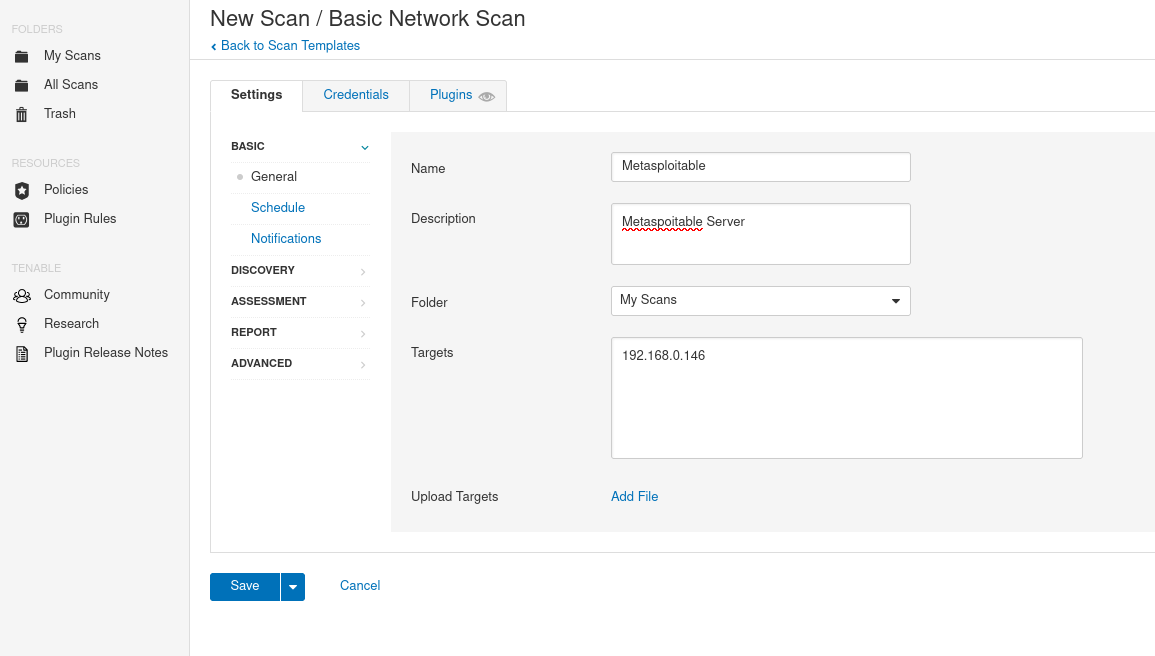 FOLDERS
My Scans
All Scans
Trash
RESOURCES
Policies
Plugin Rules
TENABLE
Community
Research
Plugin Release Notes
New Scan / Basic Network Scan
Back to Scan Templates
Settings
Credentials
Plugins
BASIC
General
Schedule
Notifications
DISCOVERY
ASSESSMENT
REPORT
ADVANCED
Name
Metasploitable
Description
Metaspoitable Server
Folder
My Scans
Targets
192.168.0.146
Upload Targets
Add File
Save
Cancel